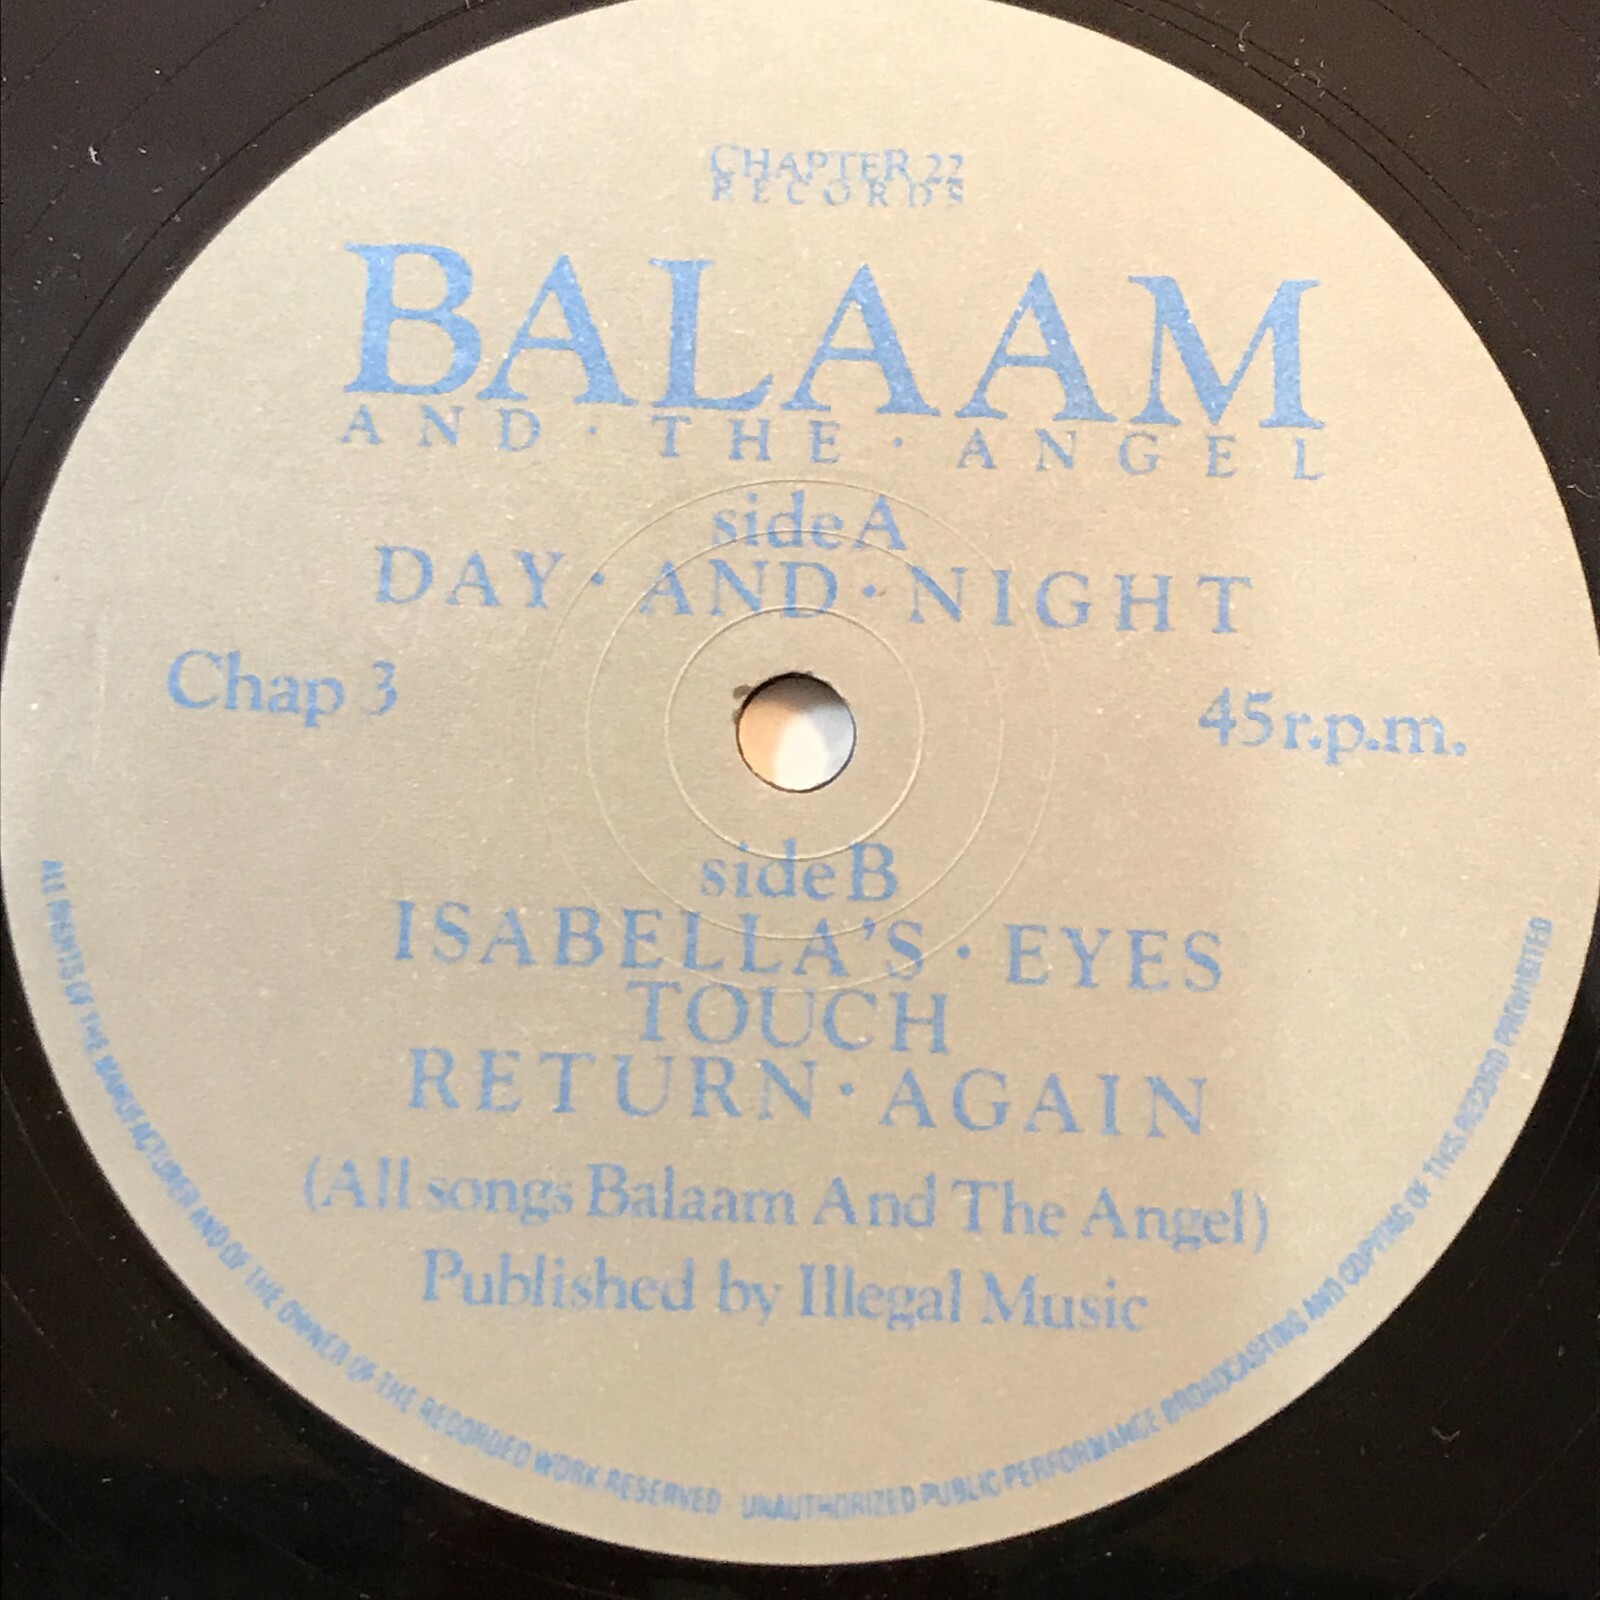 CHAPTER 22
RECORDS
BALAAM
AND · THE · ANGEL
side A
DAY · AND · NIGHT
Chap 3
45 r.p.m.
side B
ISABELLA'S · EYES
TOUCH
RETURN · AGAIN
(All songs Balaam And The Angel)
Published by Illegal Music
ALL RIGHTS OF THE MANUFACTURER AND OF THE OWNER OF THE RECORDED WORK RESERVED · UNAUTHORIZED PUBLIC PERFORMANCE BROADCASTING AND COPYING OF THIS RECORD PROHIBITED